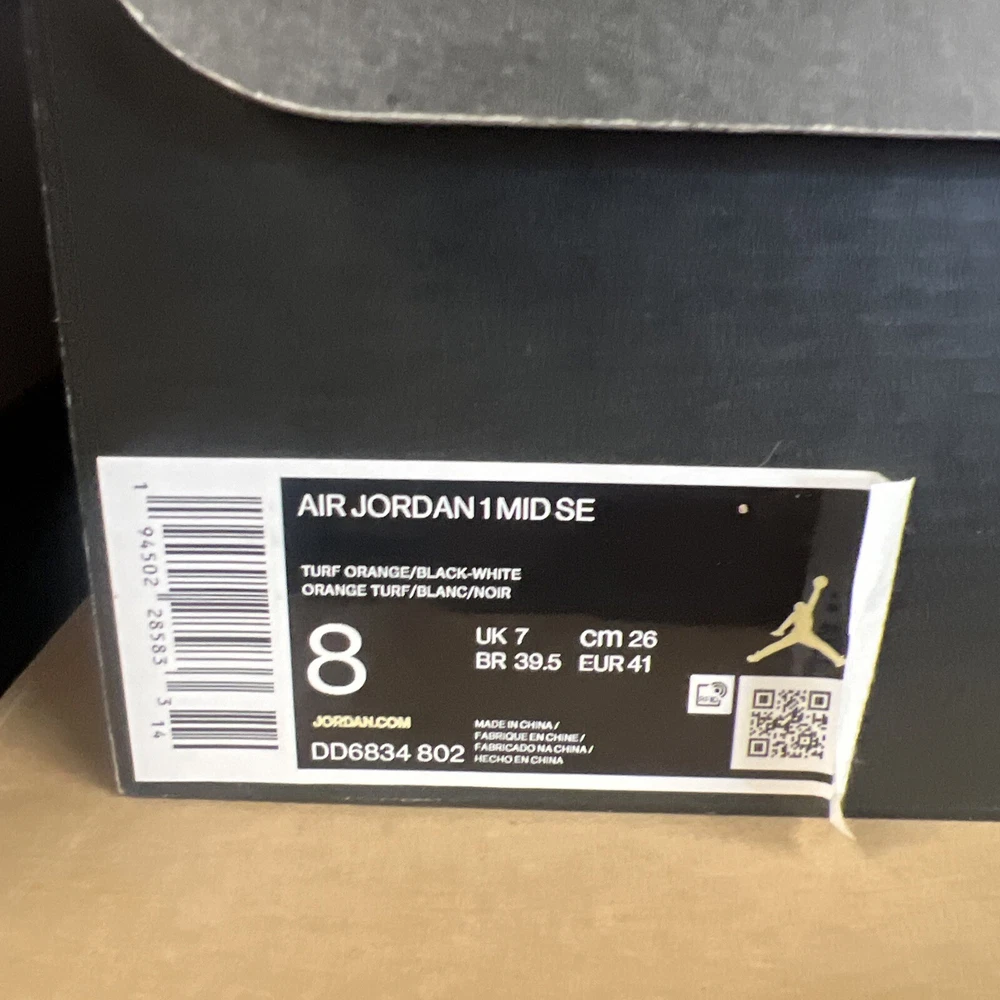 1 94502 28583 3 14
AIR JORDAN 1 MID SE
TURF ORANGE/BLACK-WHITE
ORANGE TURF/BLANC/NOIR
8
UK 7 cm 26
BR 39.5 EUR 41
JORDAN.COM
DD6834 802
MADE IN CHINA /
FABRIQUE EN CHINE /
FABRICADO NA CHINA /
HECHO EN CHINA
RFID